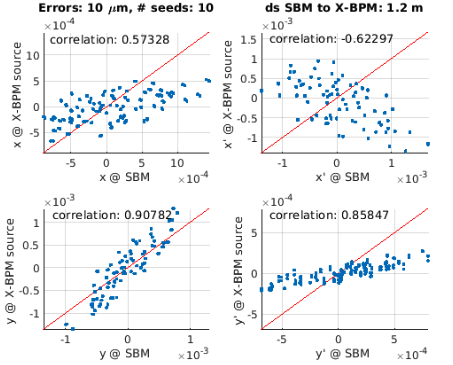 Errors: 10 μm, # seeds: 10
ds SBM to X-BPM: 1.2 m
×10⁻⁴
correlation: 0.57328
10
5
0
-5
x @ X-BPM source
-5 0 5 10
x @ SBM
×10⁻⁴
×10⁻³
correlation: -0.62297
1.5
1
0.5
0
-0.5
-1
x' @ X-BPM source
-1 0 1
x' @ SBM
×10⁻³
×10⁻³
correlation: 0.90782
1
0.5
0
-0.5
-1
y @ X-BPM source
-1 0 1
y @ SBM
×10⁻³
×10⁻⁴
correlation: 0.85847
5
0
-5
y' @ X-BPM source
-5 0 5
y' @ SBM
×10⁻⁴